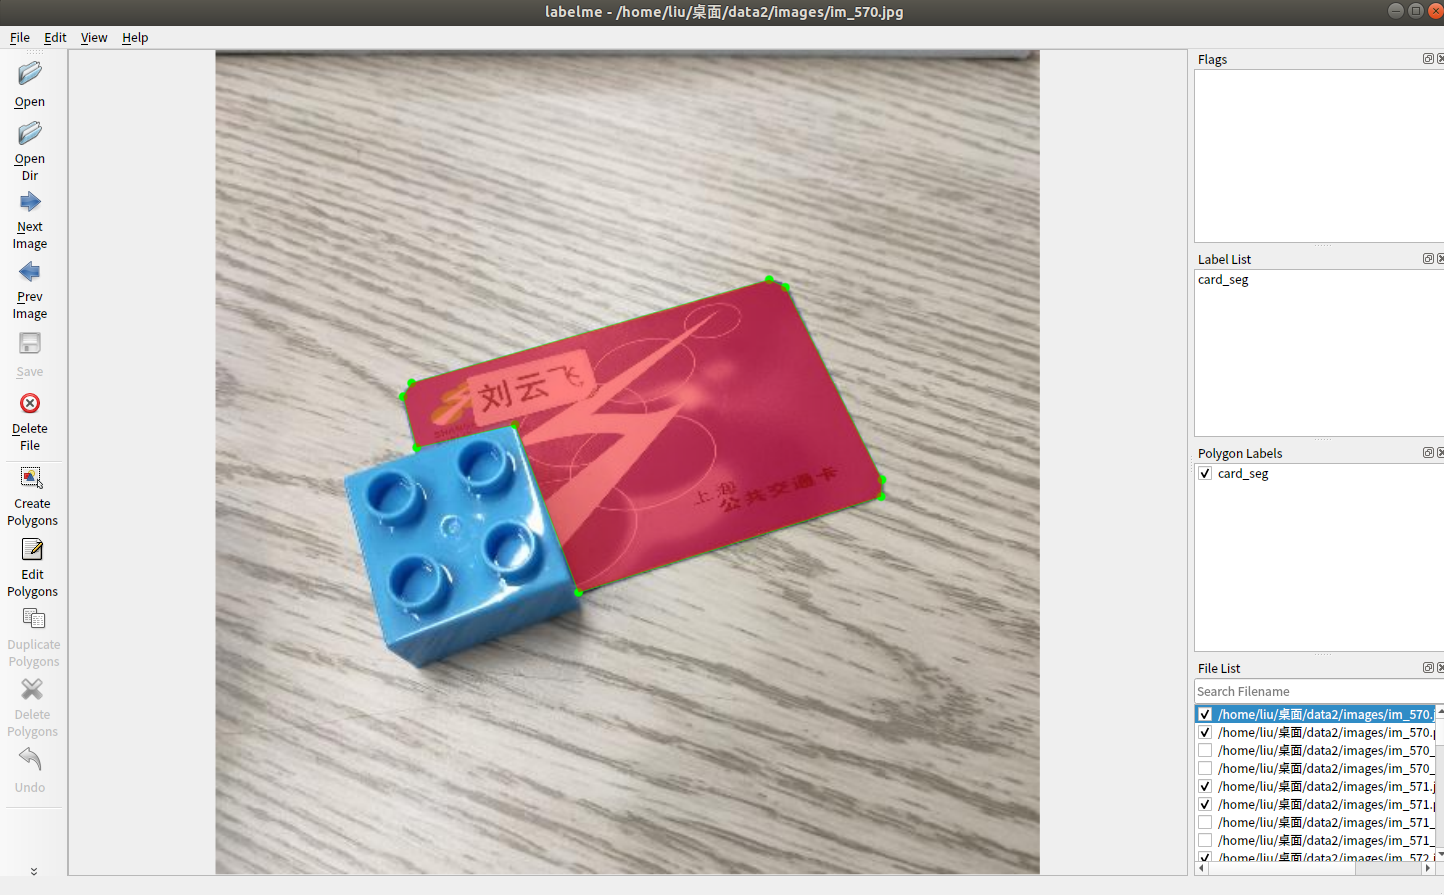 labelme - /home/liu/桌面/data2/images/im_570.jpg
File Edit View Help
Open
Open
Dir
Next
Image
Prev
Image
Save
Delete
File
Create
Polygons
Edit
Polygons
Duplicate
Polygons
Delete
Polygons
Undo
刘云飞
上海
公共交通卡
Flags
Label List
card_seg
Polygon Labels
card_seg
File List
Search Filename
/home/liu/桌面/data2/images/im_570.
/home/liu/桌面/data2/images/im_570.
/home/liu/桌面/data2/images/im_570_
/home/liu/桌面/data2/images/im_570_
/home/liu/桌面/data2/images/im_571.j
/home/liu/桌面/data2/images/im_571.
/home/liu/桌面/data2/images/im_571_
/home/liu/桌面/data2/images/im_571_
/home/liu/桌面/data2/images/im_572.